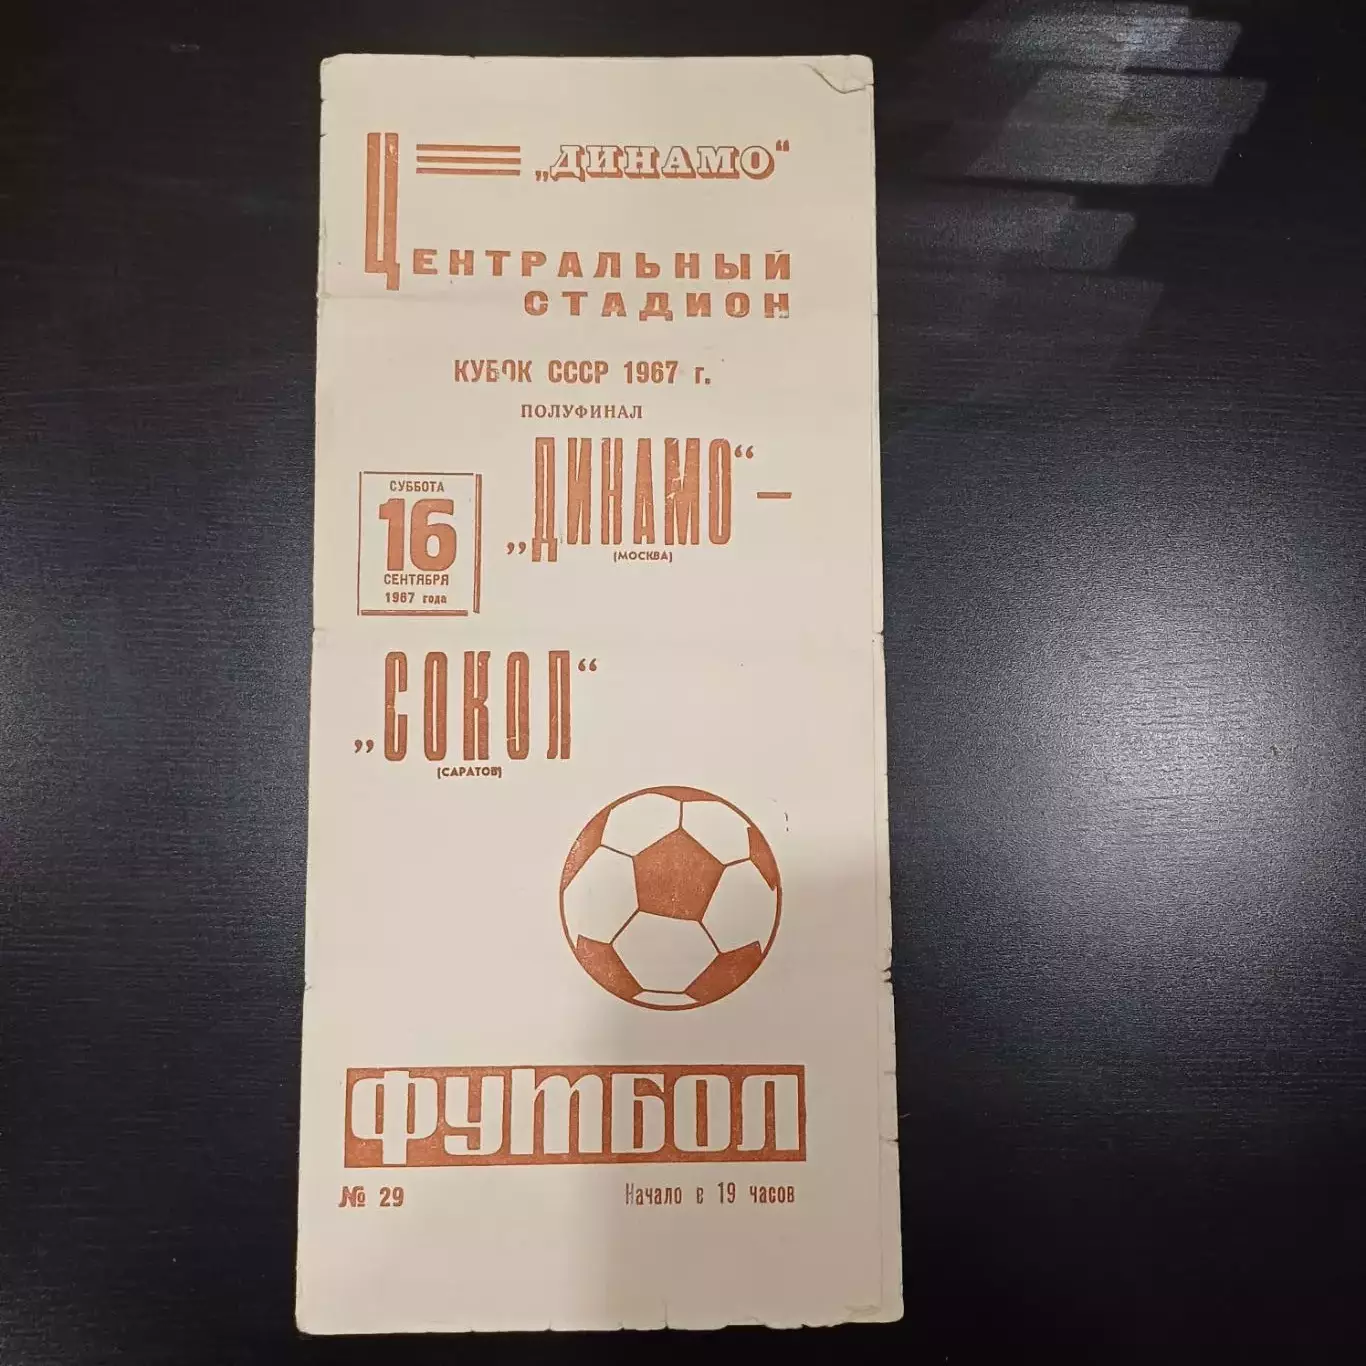 „ДИНАМО“
ЦЕНТРАЛЬНЫЙ
СТАДИОН
КУБОК СССР 1967 г.
ПОЛУФИНАЛ
„ДИНАМО“ –
(МОСКВА)
СУББОТА
16
СЕНТЯБРЯ
1967 года
„СОКОЛ“
(САРАТОВ)
ФУТБОЛ
№ 29
Начало в 19 часов